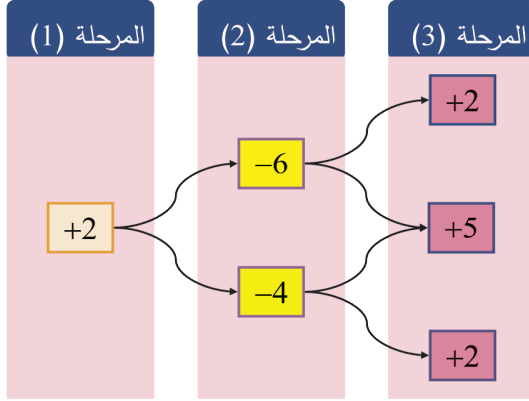 المرحلة (1)
المرحلة (2)
المرحلة (3)
+2
−6
+2
+5
−4
+2